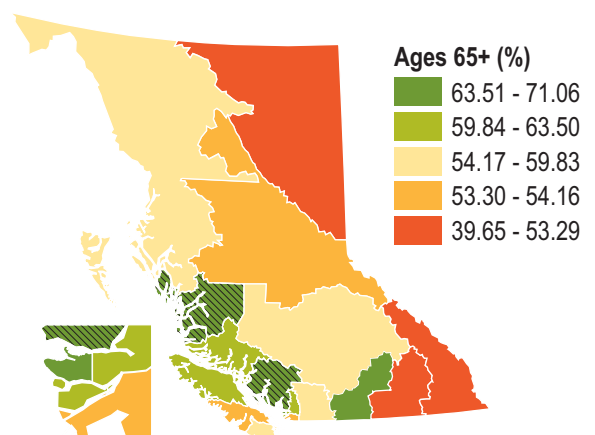 Ages 65+ (%)
63.51 - 71.06
59.84 - 63.50
54.17 - 59.83
53.30 - 54.16
39.65 - 53.29